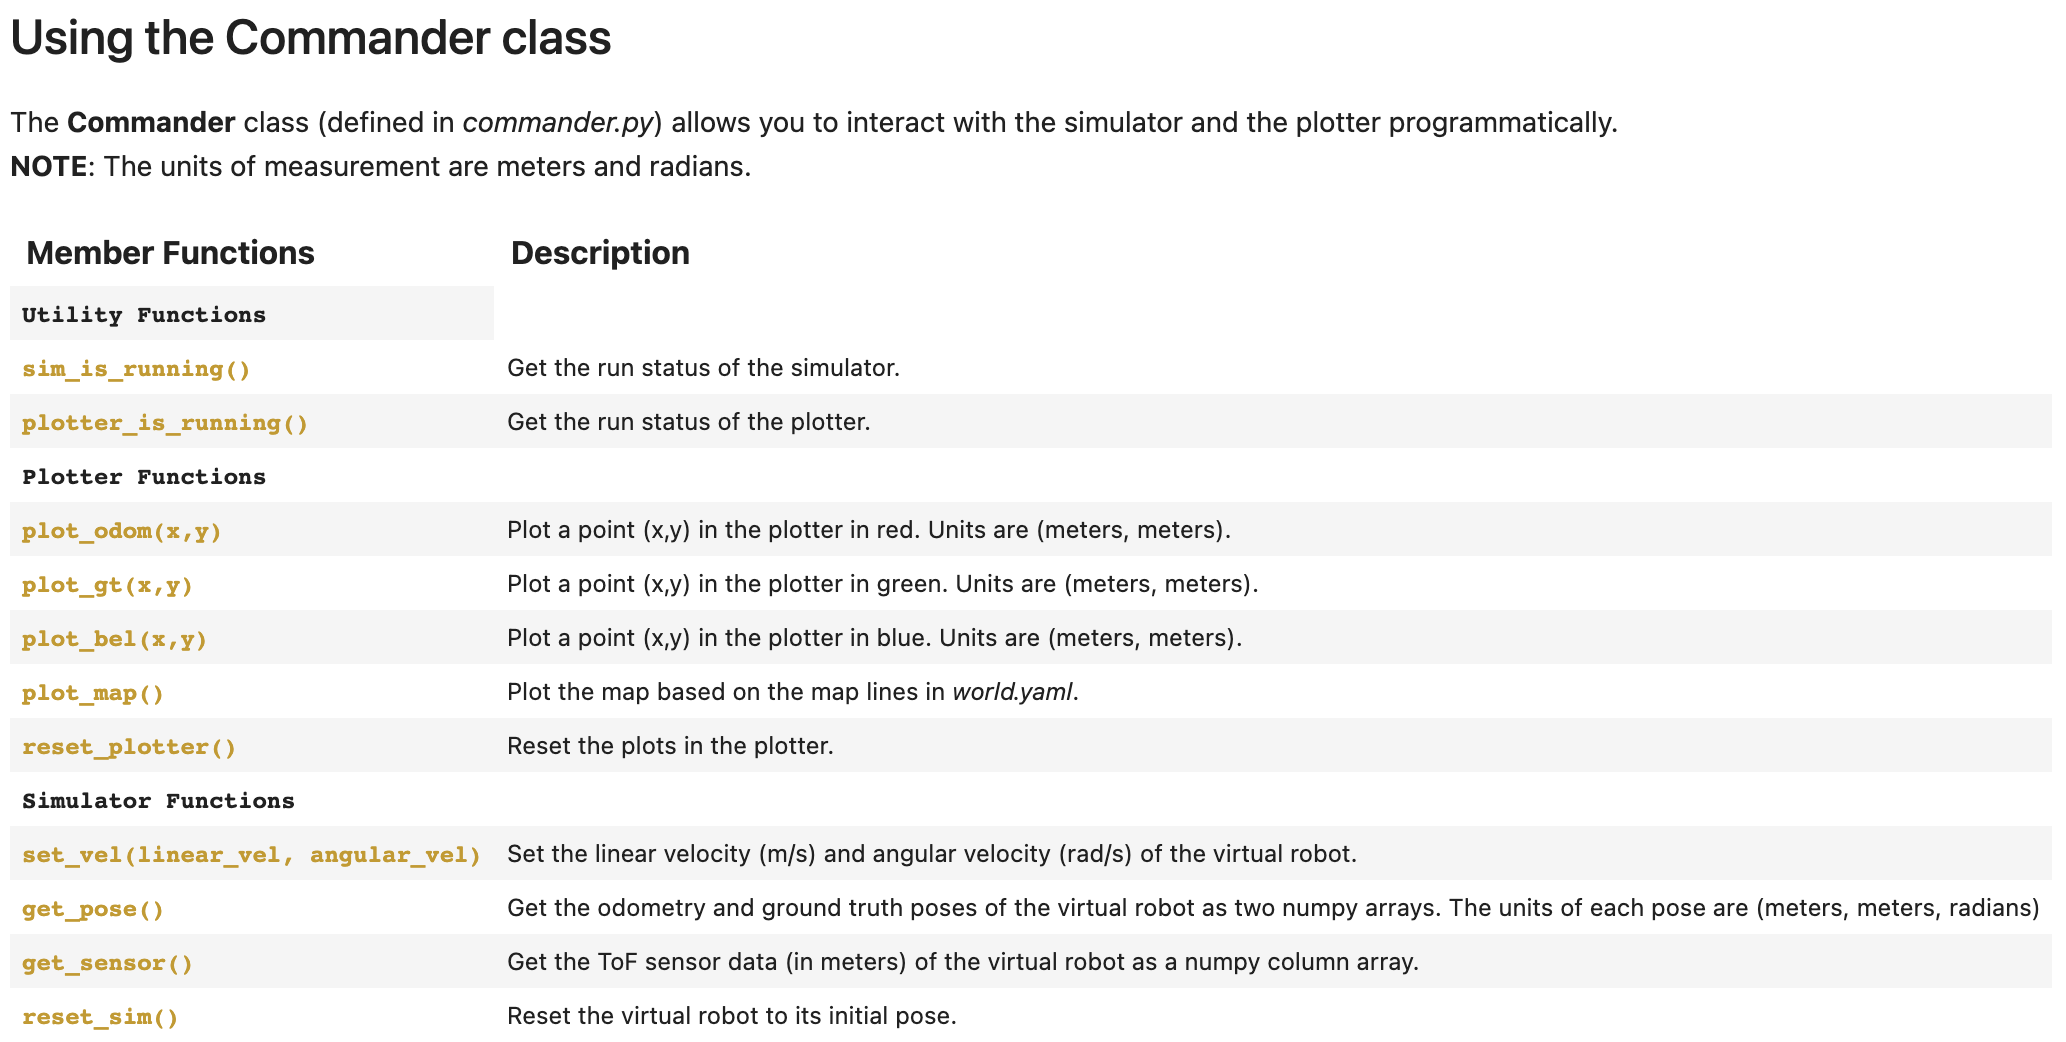 Using the Commander class
The Commander class (defined in commander.py) allows you to interact with the simulator and the plotter programmatically.
NOTE: The units of measurement are meters and radians.
Member Functions Description
Utility Functions
sim_is_running() Get the run status of the simulator.
plotter_is_running() Get the run status of the plotter.
Plotter Functions
plot_odom(x,y) Plot a point (x,y) in the plotter in red. Units are (meters, meters).
plot_gt(x,y) Plot a point (x,y) in the plotter in green. Units are (meters, meters).
plot_bel(x,y) Plot a point (x,y) in the plotter in blue. Units are (meters, meters).
plot_map() Plot the map based on the map lines in world.yaml.
reset_plotter() Reset the plots in the plotter.
Simulator Functions
set_vel(linear_vel, angular_vel) Set the linear velocity (m/s) and angular velocity (rad/s) of the virtual robot.
get_pose() Get the odometry and ground truth poses of the virtual robot as two numpy arrays. The units of each pose are (meters, meters, radians)
get_sensor() Get the ToF sensor data (in meters) of the virtual robot as a numpy column array.
reset_sim() Reset the virtual robot to its initial pose.